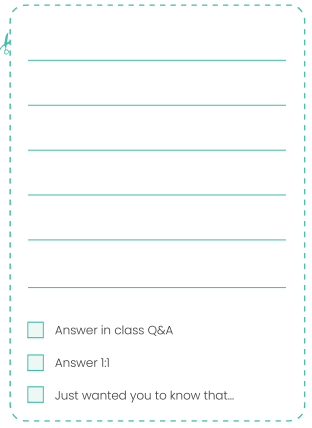 Answer in class Q&A
Answer 1:1
Just wanted you to know that...